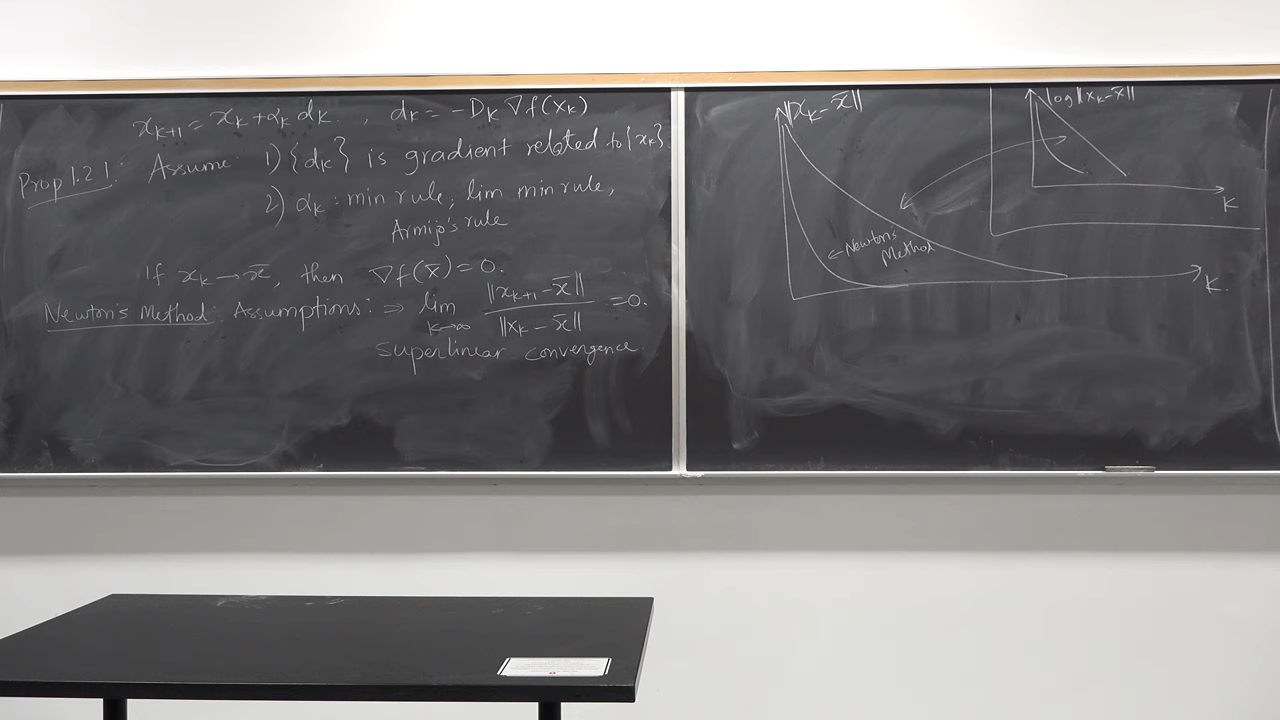 x_{k+1} = x_k + α_k d_k , d_k = -D_k ∇f(x_k)
Prop 1.2.1: Assume: 1) {d_k} is gradient related to {x_k}
2) α_k: min rule, lim min rule,
Armijo's rule
If x_k → x̄, then ∇f(x̄) = 0.
Newton's Method: Assumptions: ⇒ lim_{k→∞} ‖x_{k+1} - x̄‖ / ‖x_k - x̄‖ = 0.
superlinear convergence
‖x_k - x̄‖
← Newton's
Method
K
log‖x_k - x̄‖
K